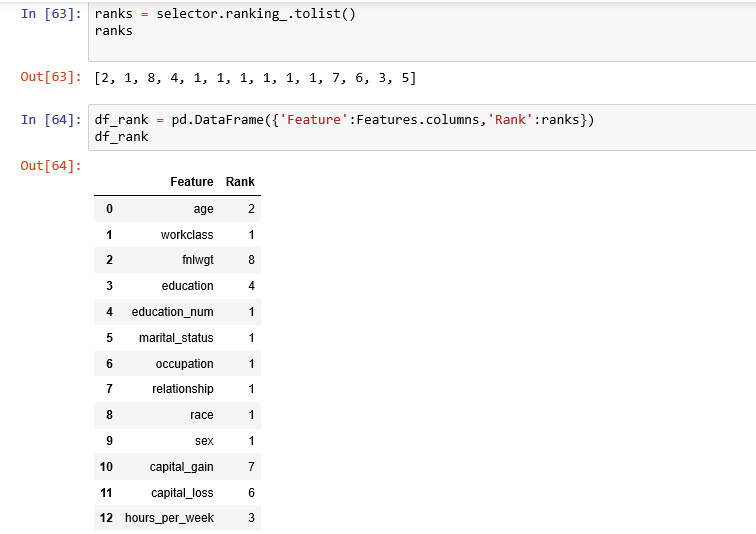 In [63]: ranks = selector.ranking_.tolist()
ranks
Out[63]: [2, 1, 8, 4, 1, 1, 1, 1, 1, 1, 7, 6, 3, 5]
In [64]: df_rank = pd.DataFrame({'Feature':Features.columns,'Rank':ranks})
df_rank
Out[64]:
Feature Rank
0 age 2
1 workclass 1
2 fnlwgt 8
3 education 4
4 education_num 1
5 marital_status 1
6 occupation 1
7 relationship 1
8 race 1
9 sex 1
10 capital_gain 7
11 capital_loss 6
12 hours_per_week 3